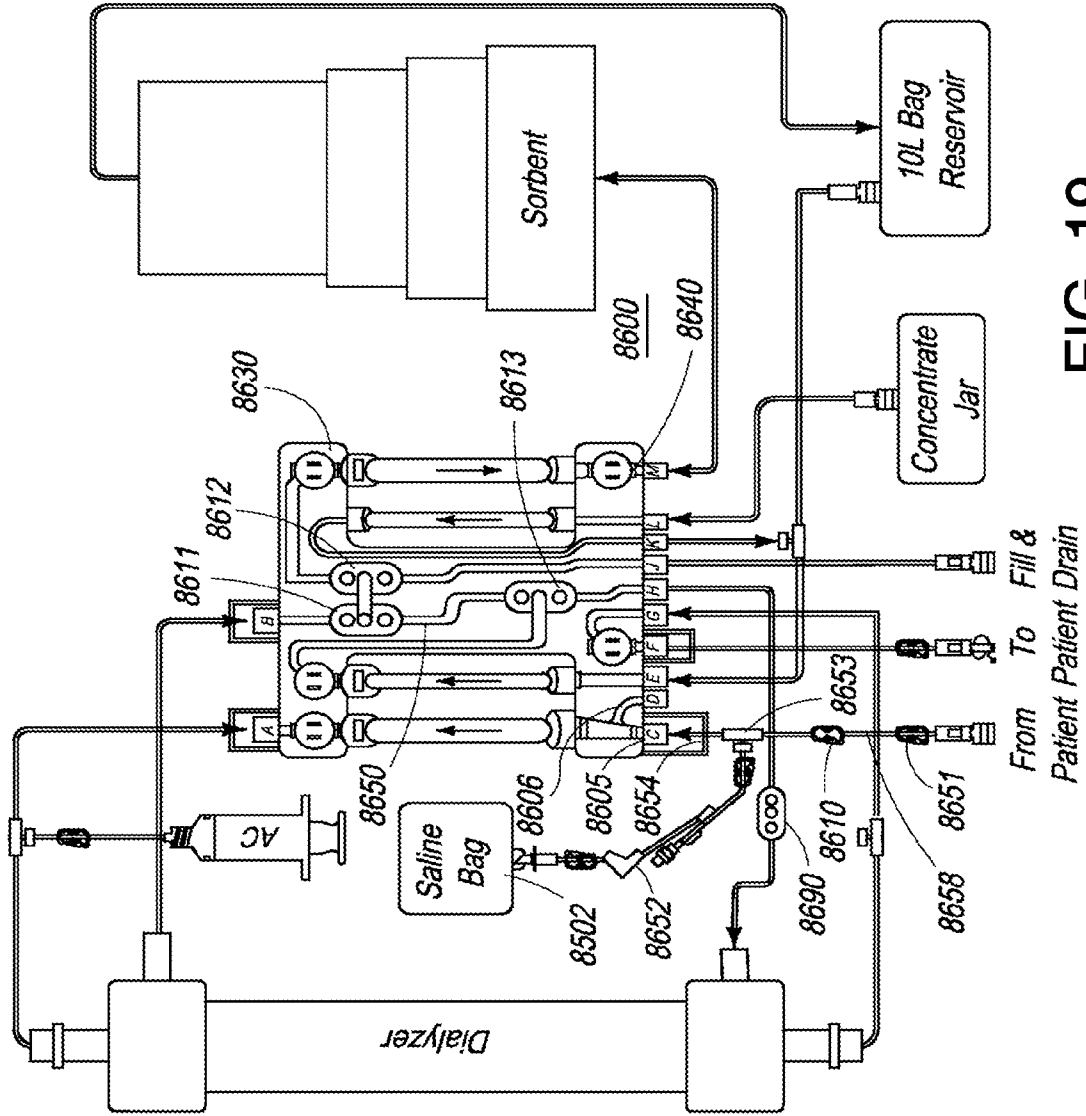 Sorbent
10L Bag
Reservoir
8600
8640
8630
8613
8612
8611
Concentrate
Jar
A
B
C
D
E
F
G
H
J
K
L
M
8650
8606
8605
8654
8653
8610
8651
8658
8690
8652
8502
AC
Saline
Bag
Dialyzer
From
Patient
To
Patient
Fill &
Drain
FIG. 19